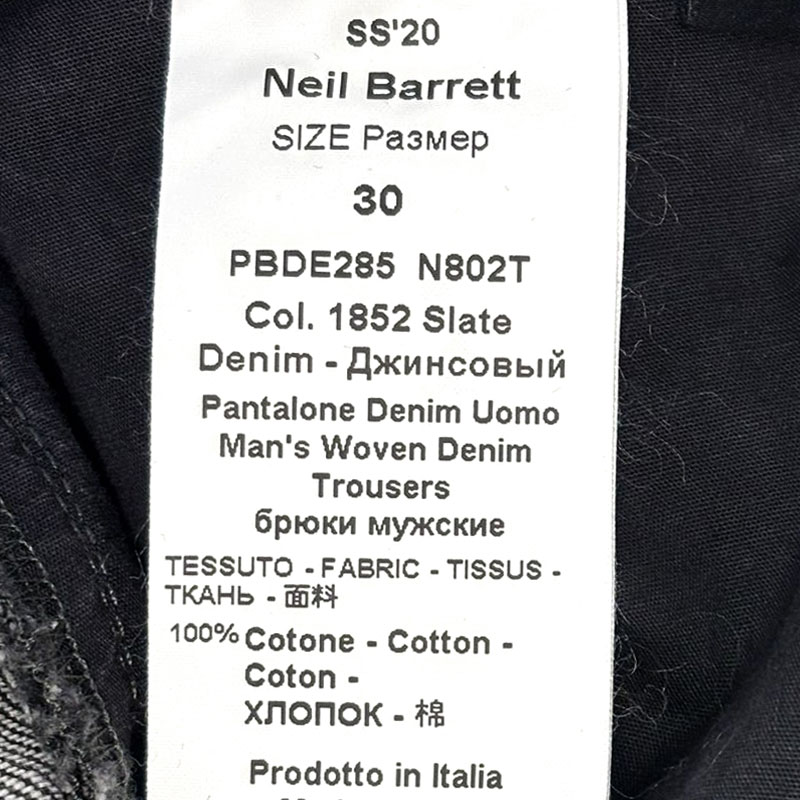 SS'20
Neil Barrett
SIZE Размер
30
PBDE285 N802T
Col. 1852 Slate
Denim - Джинсовый
Pantalone Denim Uomo
Man's Woven Denim
Trousers
брюки мужские
TESSUTO - FABRIC - TISSUS -
ТКАНЬ - 面料
100% Cotone - Cotton -
Coton -
ХЛОПОК - 棉
Prodotto in Italia